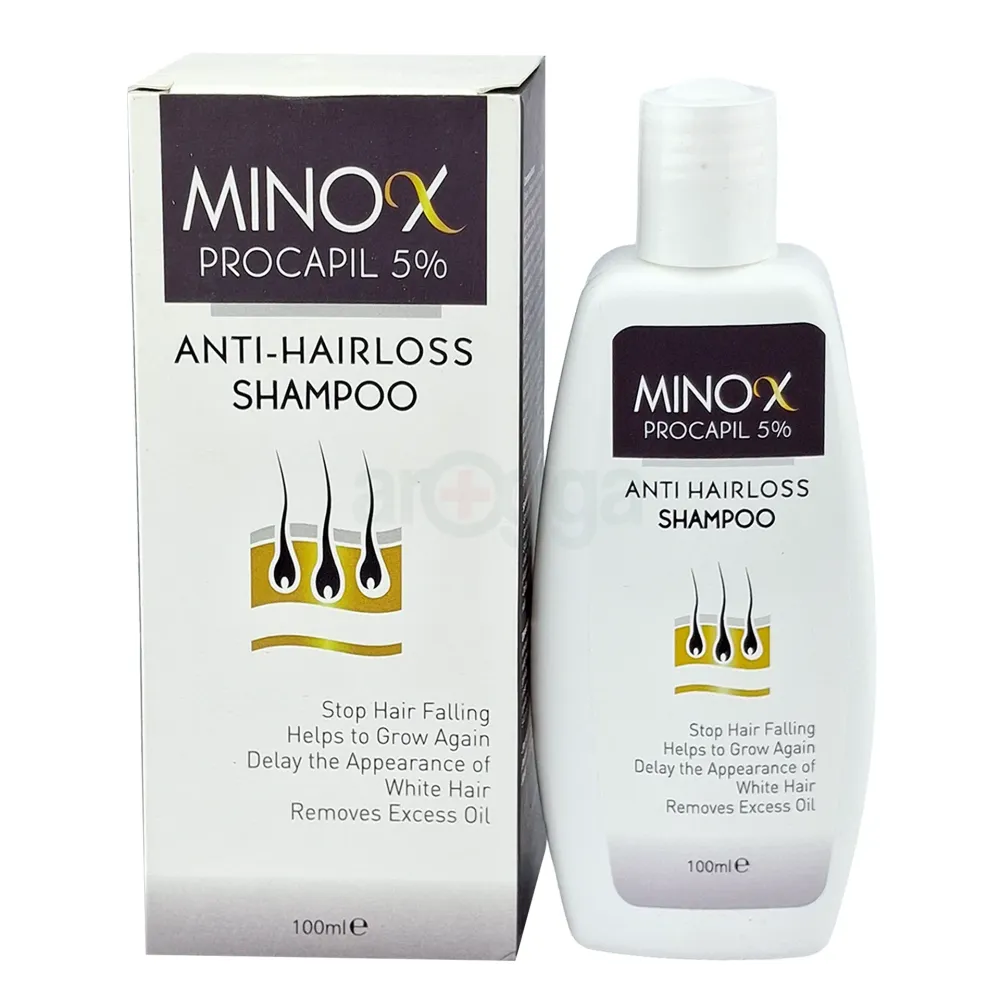 MINOX
PROCAPIL 5%
ANTI-HAIRLOSS
SHAMPOO
Stop Hair Falling
Helps to Grow Again
Delay the Appearance of
White Hair
Removes Excess Oil
100ml℮
MINOX
PROCAPIL 5%
ANTI HAIRLOSS
SHAMPOO
Stop Hair Falling
Helps to Grow Again
Delay the Appearance of
White Hair
Removes Excess Oil
100ml℮
arogga